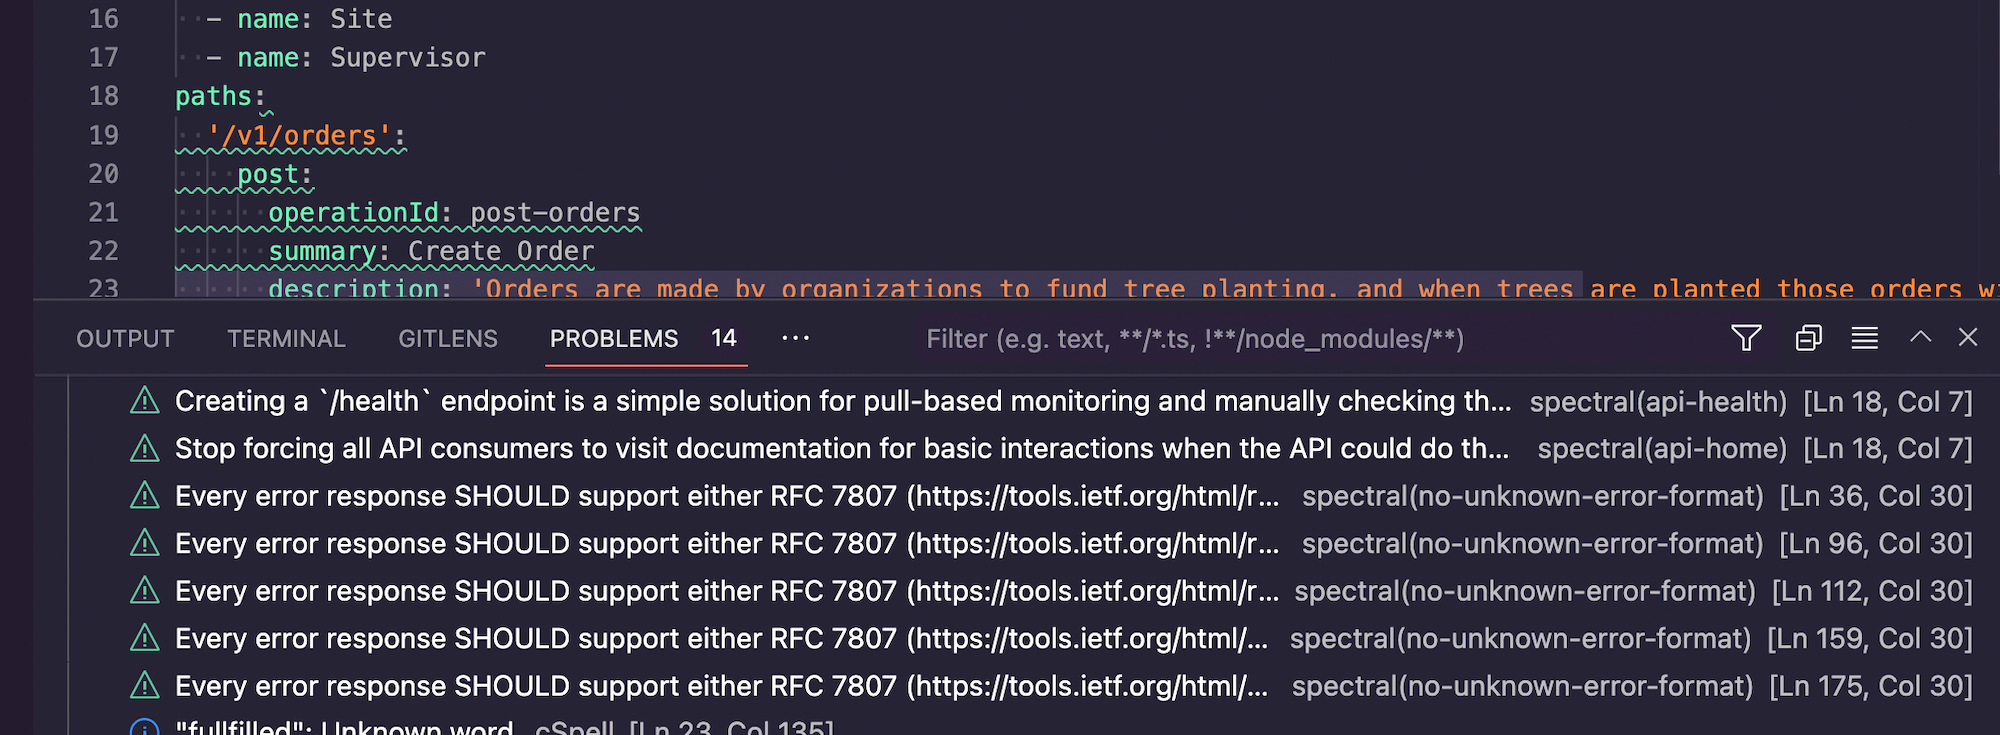 16 - name: Site
17 - name: Supervisor
18 paths:
19 '/v1/orders':
20 post:
21 operationId: post-orders
22 summary: Create Order
23 description: 'Orders are made by organizations to fund tree planting, and when trees are planted those orders wi
OUTPUT TERMINAL GITLENS PROBLEMS 14 ··· Filter (e.g. text, **/*.ts, !**/node_modules/**)
Creating a `/health` endpoint is a simple solution for pull-based monitoring and manually checking th... spectral(api-health) [Ln 18, Col 7]
Stop forcing all API consumers to visit documentation for basic interactions when the API could do th... spectral(api-home) [Ln 18, Col 7]
Every error response SHOULD support either RFC 7807 (https://tools.ietf.org/html/r... spectral(no-unknown-error-format) [Ln 36, Col 30]
Every error response SHOULD support either RFC 7807 (https://tools.ietf.org/html/r... spectral(no-unknown-error-format) [Ln 96, Col 30]
Every error response SHOULD support either RFC 7807 (https://tools.ietf.org/html/r... spectral(no-unknown-error-format) [Ln 112, Col 30]
Every error response SHOULD support either RFC 7807 (https://tools.ietf.org/html/... spectral(no-unknown-error-format) [Ln 159, Col 30]
Every error response SHOULD support either RFC 7807 (https://tools.ietf.org/html/... spectral(no-unknown-error-format) [Ln 175, Col 30]
"fullfilled": Unknown word. cSpell [Ln 23, Col 135]